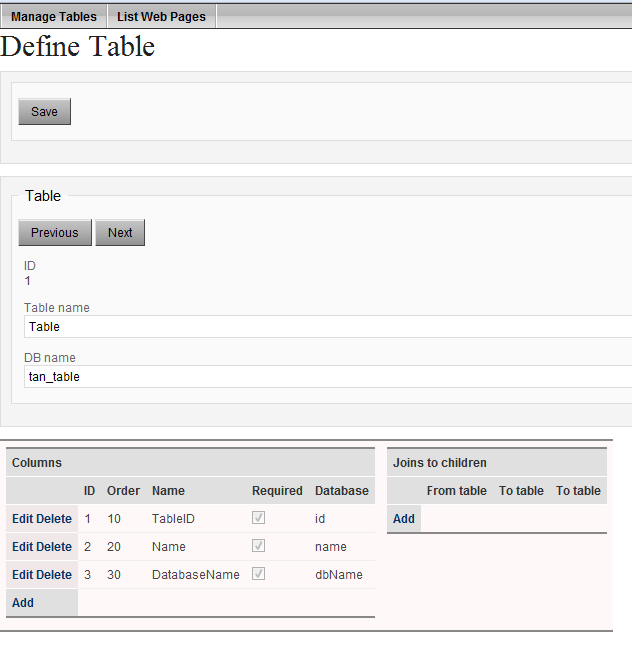 Manage Tables List Web Pages
Define Table
Save
Table
Previous Next
ID
1
Table name
Table
DB name
tan_table
Columns
ID Order Name Required Database
Edit Delete 1 10 TableID id
Edit Delete 2 20 Name name
Edit Delete 3 30 DatabaseName dbName
Add
Joins to children
From table To table To table
Add